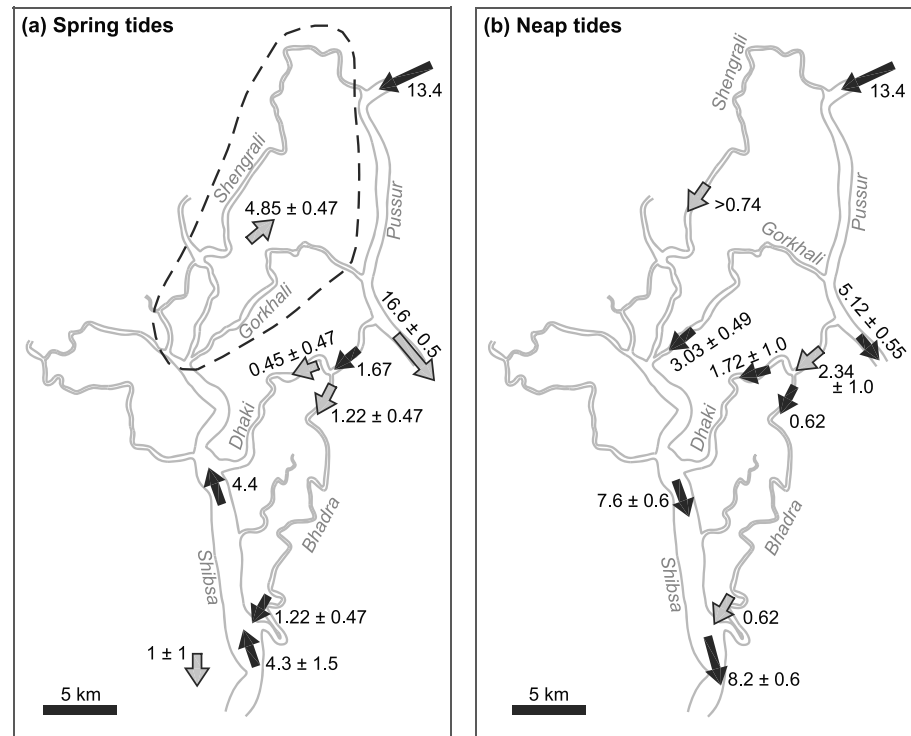 (a) Spring tides
13.4
Shengrali
4.85 ± 0.47
Pussur
Gorkhali
16.6 ± 0.5
0.45 ± 0.47
1.67
1.22 ± 0.47
Dhaki
4.4
Bhadra
Shibsa
1.22 ± 0.47
1 ± 1
4.3 ± 1.5
5 km
(b) Neap tides
Shengrali
13.4
>0.74
Pussur
Gorkhali
5.12 ± 0.55
3.03 ± 0.49
1.72 ± 1.0
2.34
± 1.0
Dhaki
0.62
7.6 ± 0.6
Bhadra
Shibsa
0.62
8.2 ± 0.6
5 km